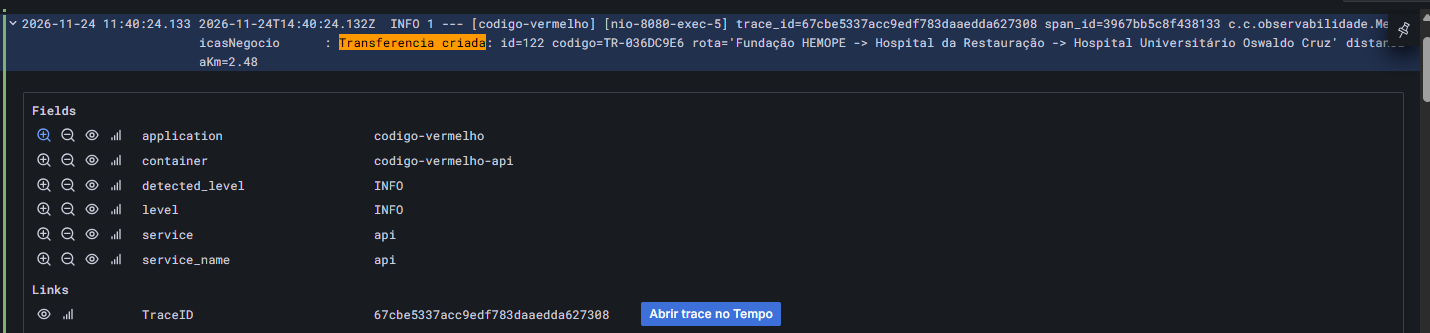 2026-11-24 11:40:24.133 2026-11-24T14:40:24.132Z INFO 1 --- [codigo-vermelho] [nio-8080-exec-5] trace_id=67cbe5337acc9edf783daaedda627308 span_id=3967bb5c8f438133 c.c.observabilidade.Me
icasNegocio : Transferencia criada: id=122 codigo=TR-036DC9E6 rota='Fundação HEMOPE -> Hospital da Restauração -> Hospital Universitário Oswaldo Cruz'
aKm=2.48
Fields
application codigo-vermelho
container codigo-vermelho-api
detected_level INFO
level INFO
service api
service_name api
Links
TraceID 67cbe5337acc9edf783daaedda627308 Abrir trace no Tempo